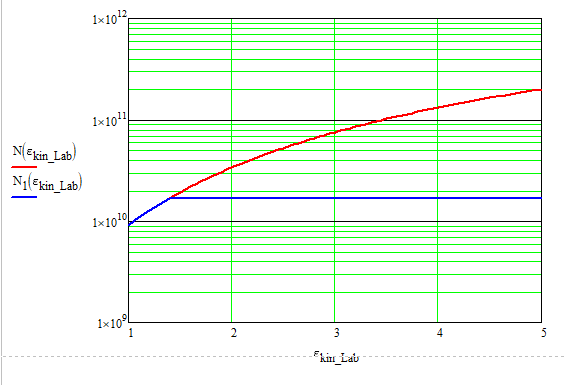 1×10¹²
1×10¹¹
N(ε_kin_Lab)
N₁(ε_kin_Lab)
1×10¹⁰
1×10⁹
1 2 3 4 5
ε_kin_Lab